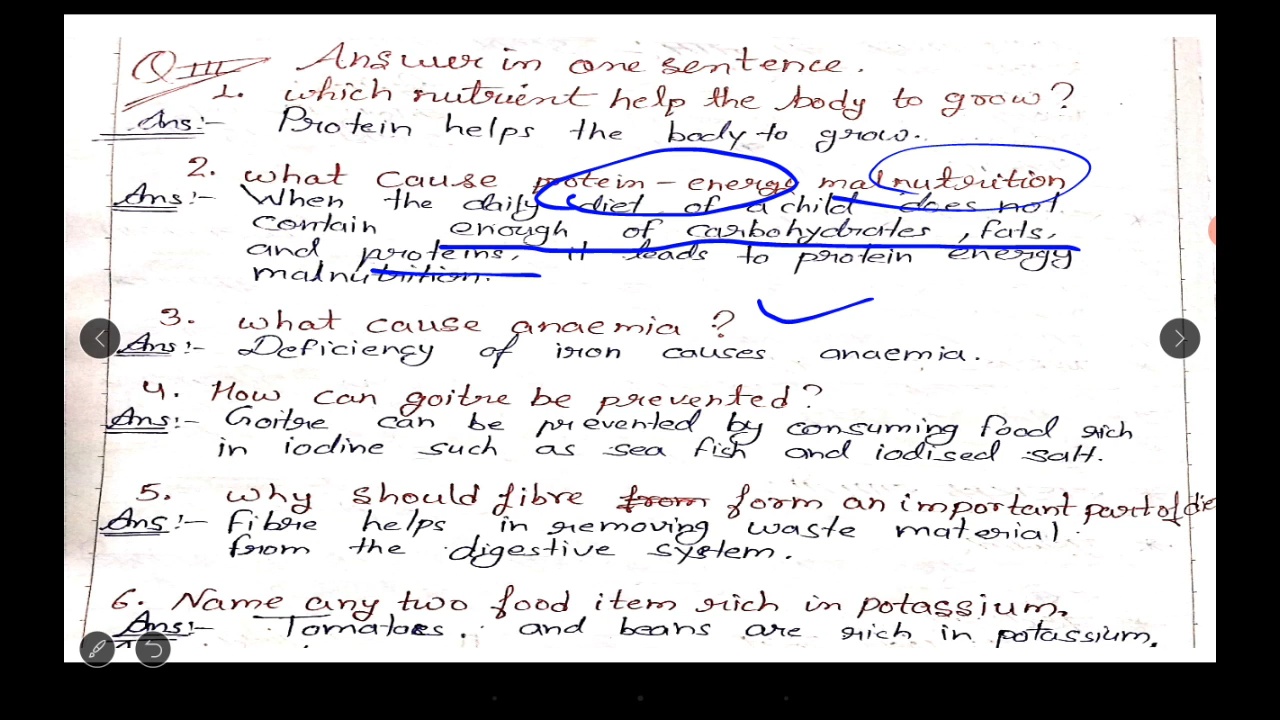 Q III Answer in one sentence.
1. which nutrient help the body to grow?
Ans:- Protein helps the body to grow.
2. what cause protein-energy malnutrition
Ans:- When the daily diet of a child does not
contain enough of carbohydrates, fats,
and proteins, it leads to protein energy
malnutrition.
3. what cause anaemia ?
Ans:- Deficiency of iron causes anaemia.
4. How can goitre be prevented?
Ans:- Goitre can be prevented by consuming food rich
in iodine such as sea fish and iodised salt.
5. why should fibre from form an important part of die
Ans:- fibre helps in removing waste material
from the digestive system.
6. Name any two food item rich in potassium.
Ans:- Tomatoes. and beans are rich in potassium.